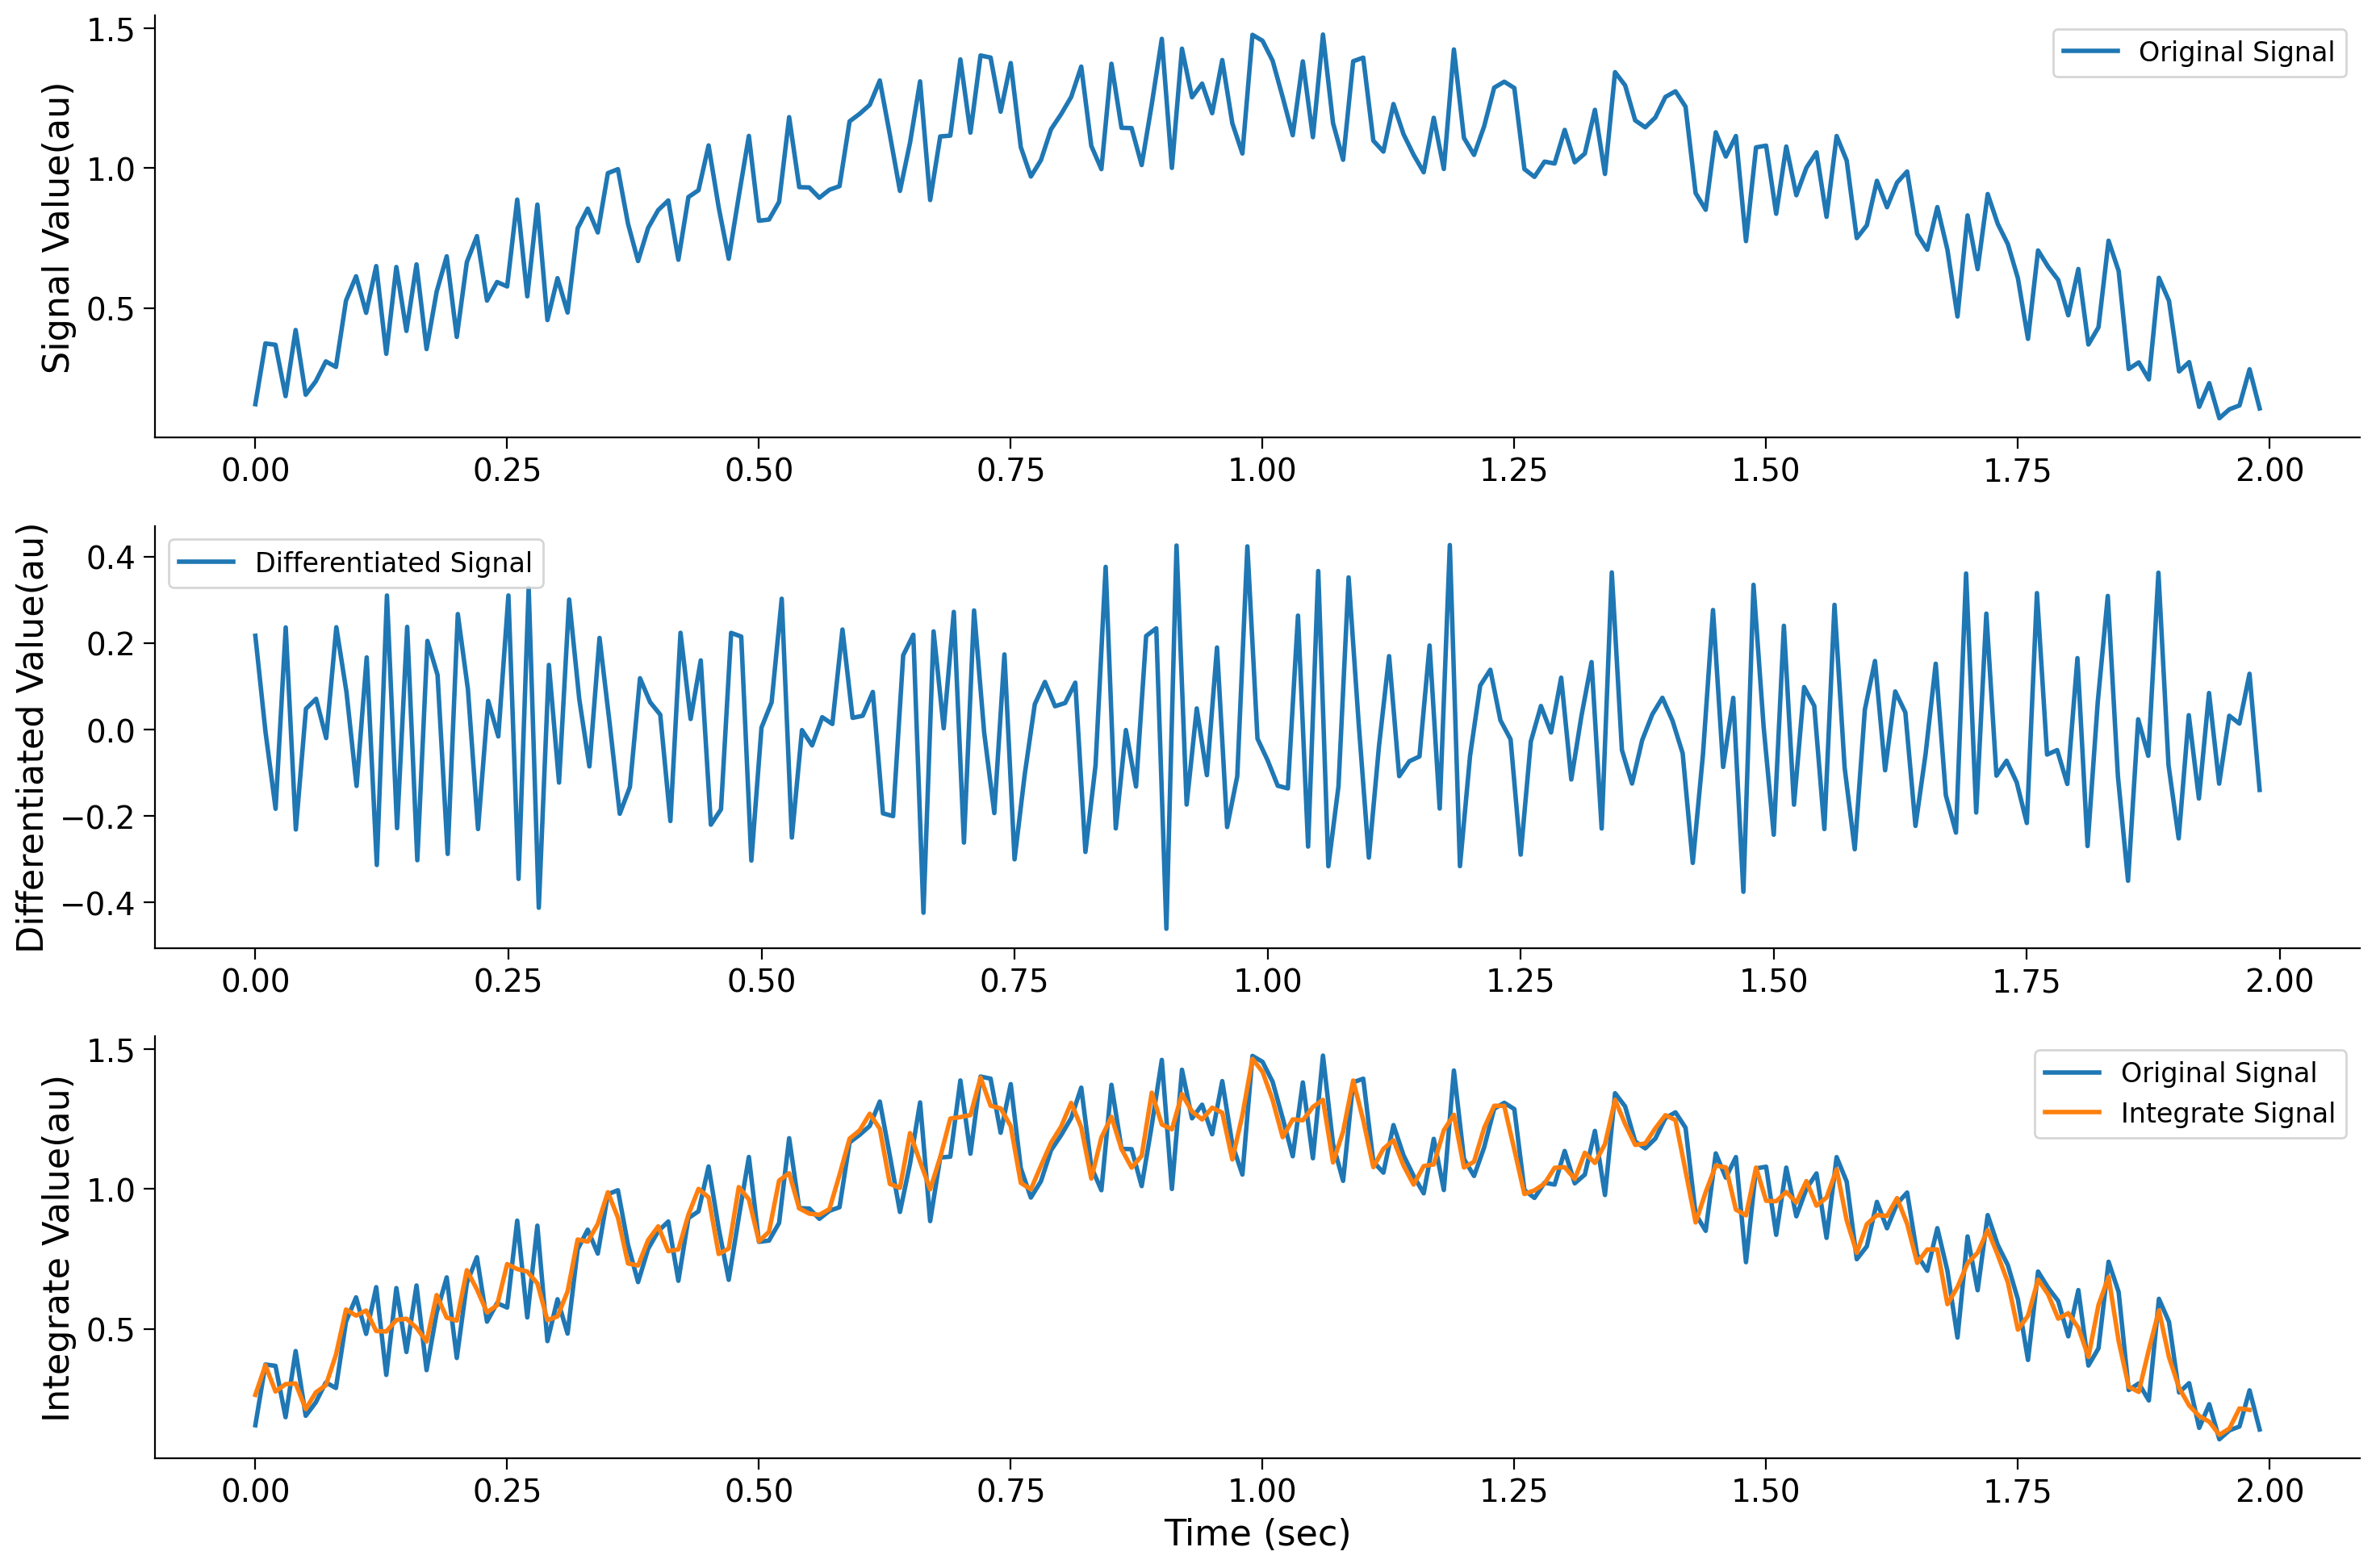 Signal Value(au)
1.5
1.0
0.5
Original Signal
0.00 0.25 0.50 0.75 1.00 1.25 1.50 1.75 2.00
Differentiated Value(au)
0.4
0.2
0.0
−0.2
−0.4
Differentiated Signal
0.00 0.25 0.50 0.75 1.00 1.25 1.50 1.75 2.00
Integrate Value(au)
1.5
1.0
0.5
Original Signal
Integrate Signal
0.00 0.25 0.50 0.75 1.00 1.25 1.50 1.75 2.00
Time (sec)